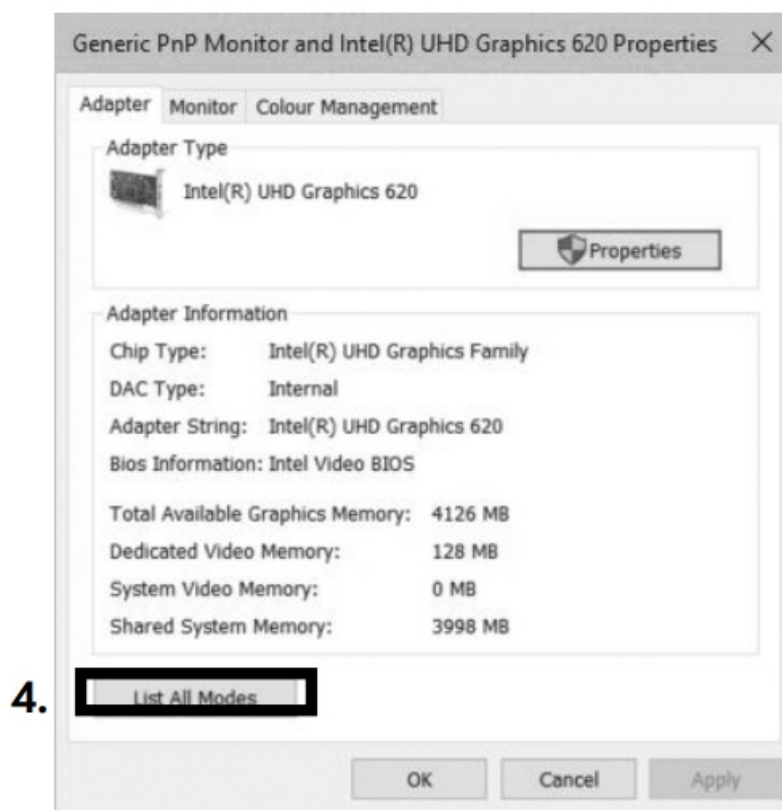 Generic PnP Monitor and Intel(R) UHD Graphics 620 Properties
Adapter Monitor Colour Management
Adapter Type
Intel(R) UHD Graphics 620
Properties
Adapter Information
Chip Type: Intel(R) UHD Graphics Family
DAC Type: Internal
Adapter String: Intel(R) UHD Graphics 620
Bios Information: Intel Video BIOS
Total Available Graphics Memory: 4126 MB
Dedicated Video Memory: 128 MB
System Video Memory: 0 MB
Shared System Memory: 3998 MB
4. List All Modes
OK Cancel Apply